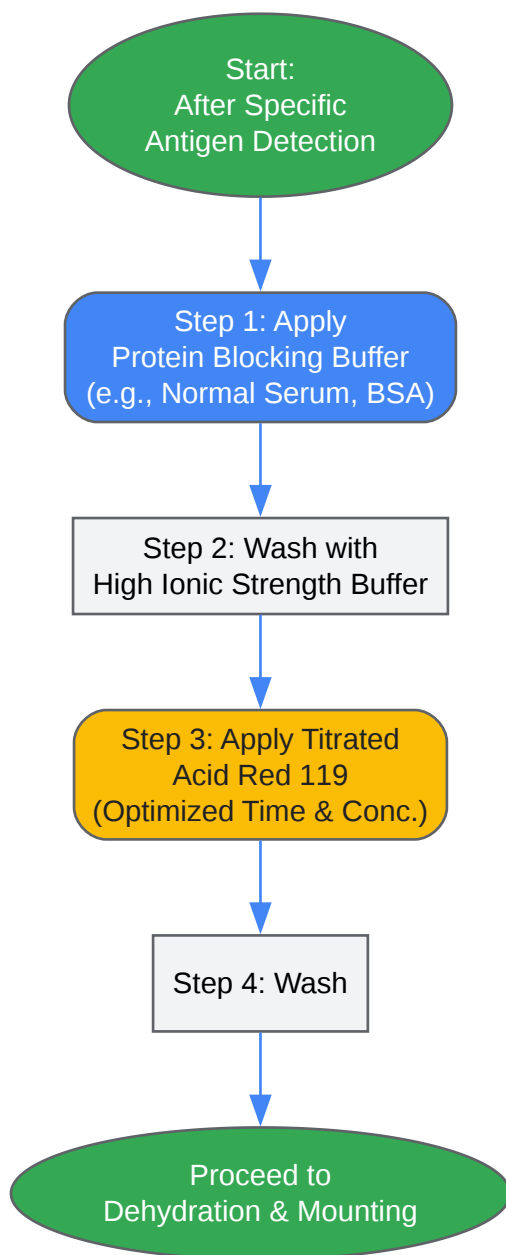 Start:
After Specific
Antigen Detection
Step 1: Apply
Protein Blocking Buffer
(e.g., Normal Serum, BSA)
Step 2: Wash with
High Ionic Strength Buffer
Step 3: Apply Titrated
Acid Red 119
(Optimized Time & Conc.)
Step 4: Wash
Proceed to
Dehydration & Mounting